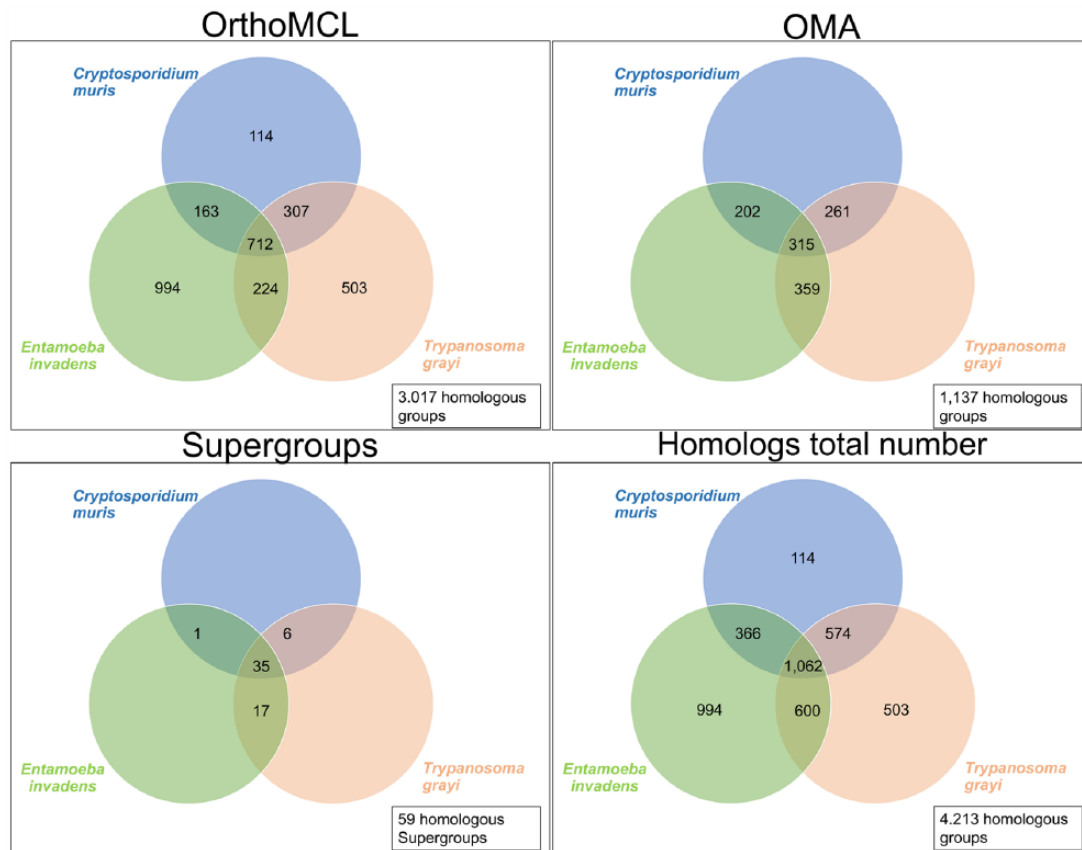 OrthoMCL
Cryptosporidium
muris
114
163
307
712
994
224
503
Entamoeba
invadens
Trypanosoma
grayi
3.017 homologous
groups
OMA
Cryptosporidium
muris
202
261
315
359
Entamoeba
invadens
Trypanosoma
grayi
1,137 homologous
groups
Supergroups
Cryptosporidium
muris
1
6
35
17
Entamoeba
invadens
Trypanosoma
grayi
59 homologous
Supergroups
Homologs total number
Cryptosporidium
muris
114
366
574
1,062
994
600
503
Entamoeba
invadens
Trypanosoma
grayi
4.213 homologous
groups